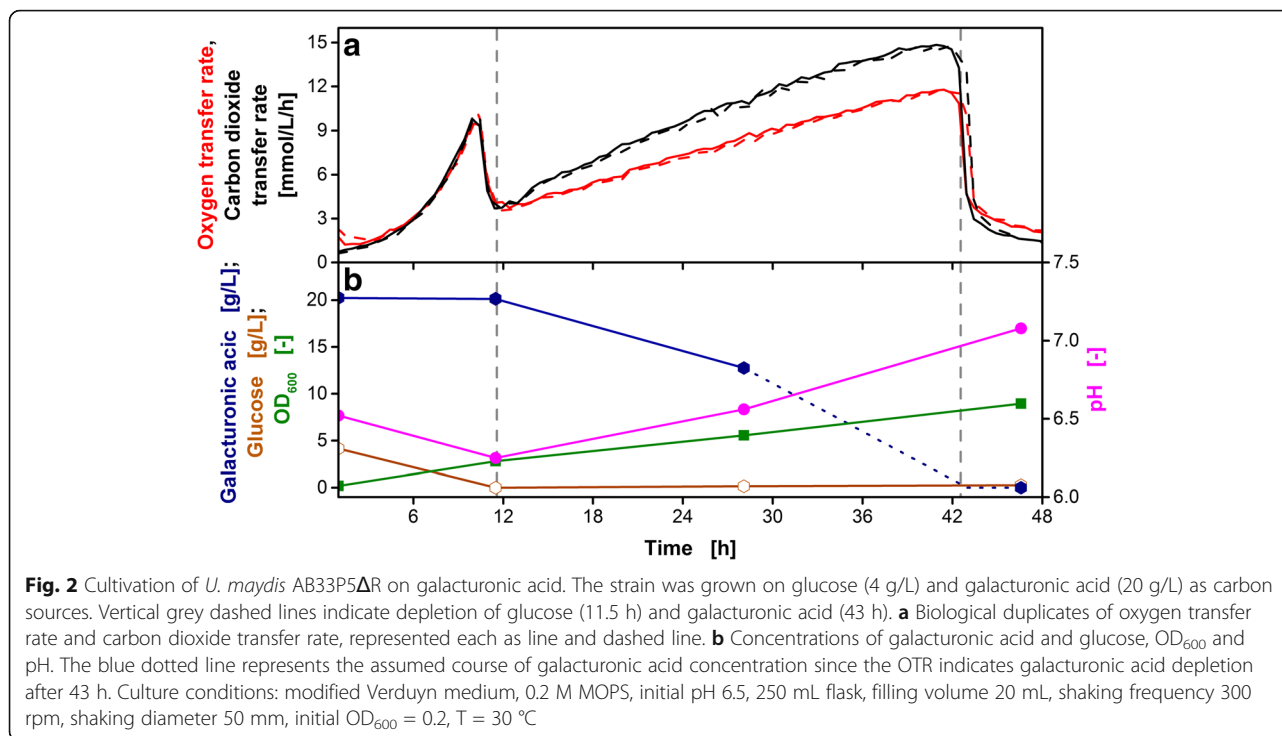 a
Oxygen transfer rate,
Carbon dioxide
transfer rate
[mmol/L/h]
15
12
9
6
3
0
b
Galacturonic acic [g/L];
Glucose [g/L];
OD600 [-]
20
15
10
5
0
7.5
7.0
6.5
6.0
pH [-]
6 12 18 24 30 36 42 48
Time [h]
Fig. 2 Cultivation of U. maydis AB33P5ΔR on galacturonic acid. The strain was grown on glucose (4 g/L) and galacturonic acid (20 g/L) as carbon
sources. Vertical grey dashed lines indicate depletion of glucose (11.5 h) and galacturonic acid (43 h). a Biological duplicates of oxygen transfer
rate and carbon dioxide transfer rate, represented each as line and dashed line. b Concentrations of galacturonic acid and glucose, OD600 and
pH. The blue dotted line represents the assumed course of galacturonic acid concentration since the OTR indicates galacturonic acid depletion
after 43 h. Culture conditions: modified Verduyn medium, 0.2 M MOPS, initial pH 6.5, 250 mL flask, filling volume 20 mL, shaking frequency 300
rpm, shaking diameter 50 mm, initial OD600 = 0.2, T = 30 °C